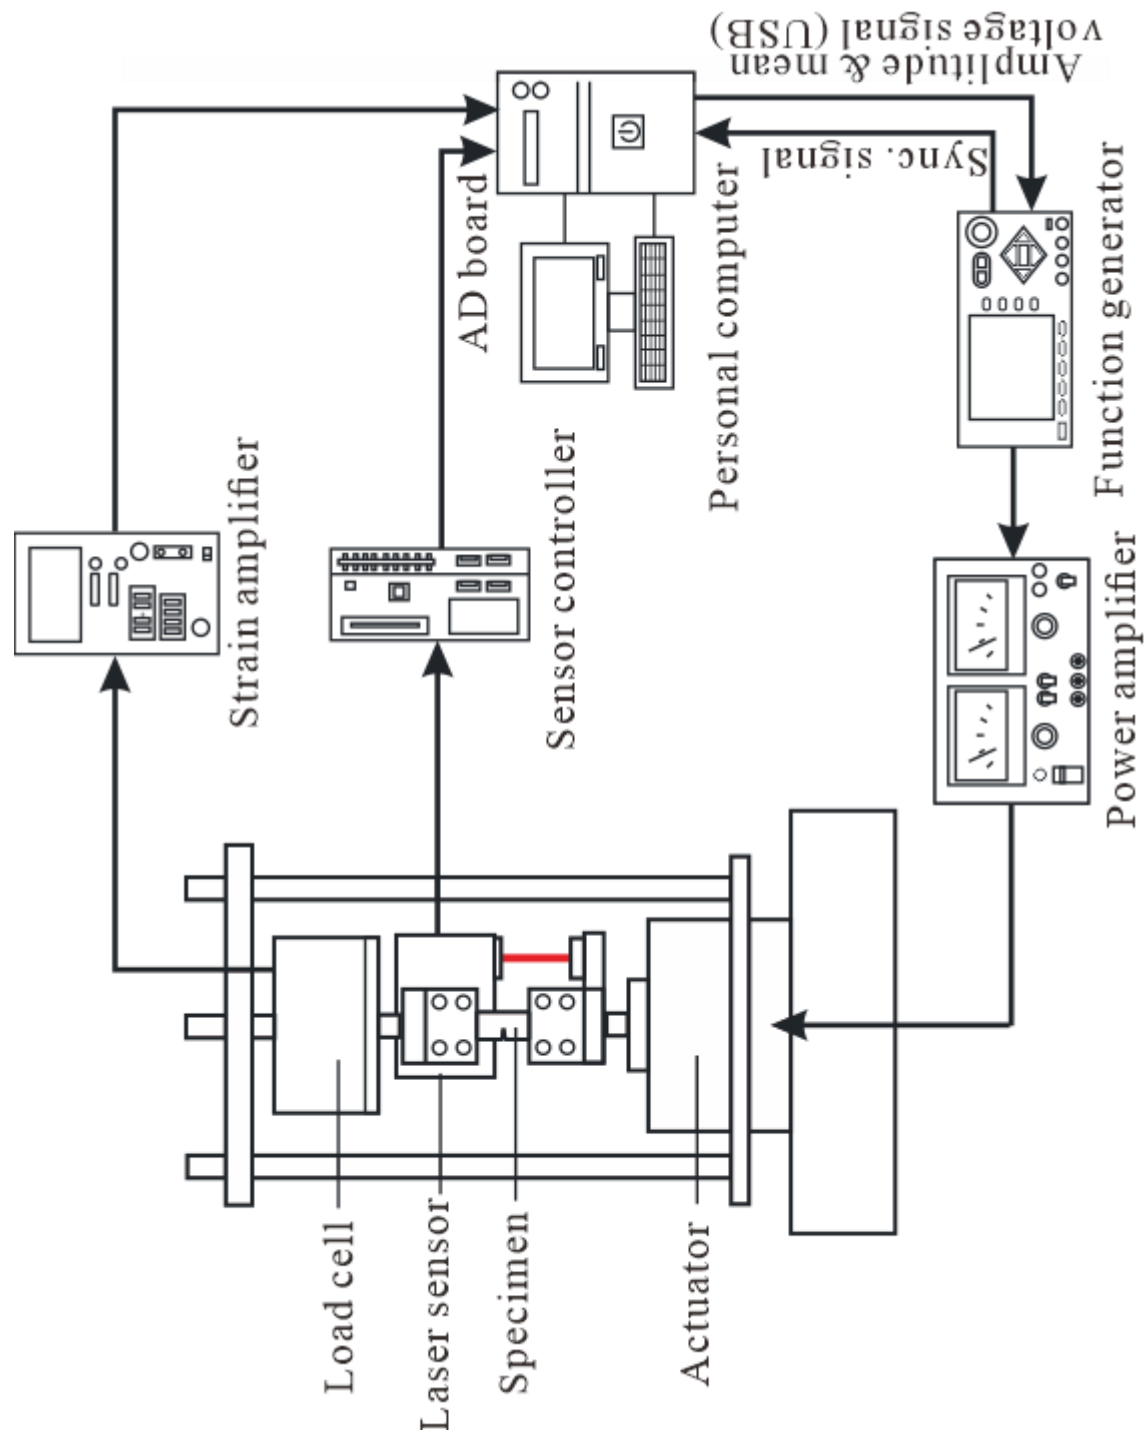 Amplitude & mean
voltage signal (USB)
Sync. signal
AD board
Personal computer
Function generator
Strain amplifier
Sensor controller
Power amplifier
Load cell
Laser sensor
Specimen
Actuator